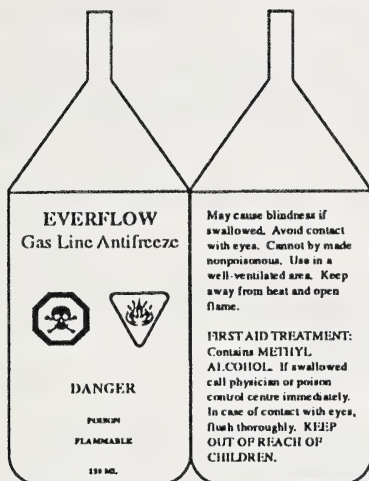 EVERFLOW
Gas Line Antifreeze
DANGER
POISON
FLAMMABLE
150 ML
May cause blindness if
swallowed. Avoid contact
with eyes. Cannot by made
nonpoisonous. Use in a
well-ventilated area. Keep
away from heat and open
flame.
FIRST AID TREATMENT:
Contains METHYL
ALCOHOL. If swallowed
call physician or poison
control centre immediately.
In case of contact with eyes,
flush thoroughly. KEEP
OUT OF REACH OF
CHILDREN.